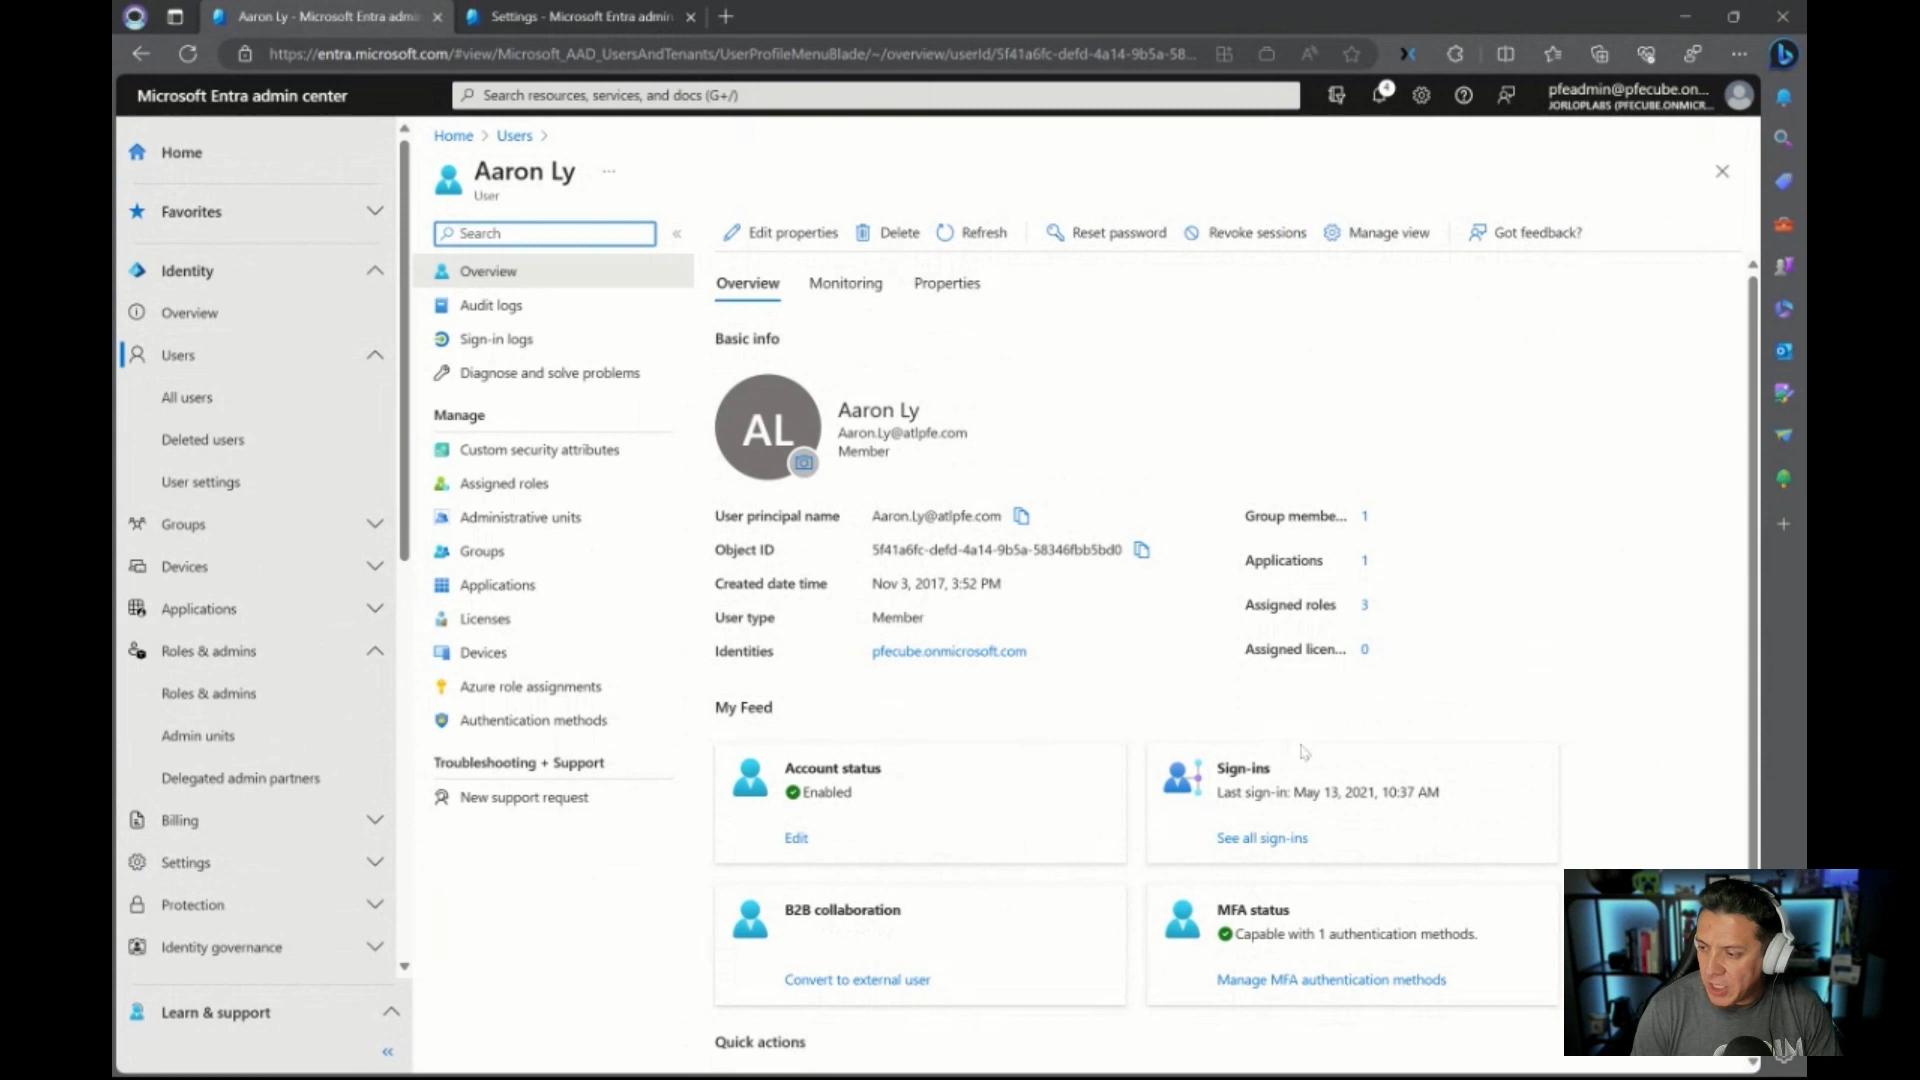 Aaron Ly - Microsoft Entra admin
Settings - Microsoft Entra admin
https://entra.microsoft.com/#view/Microsoft_AAD_UsersAndTenants/UserProfileMenuBlade/~/overview/userId/5f41a6fc-defd-4a14-9b5a-58...
Microsoft Entra admin center
Search resources, services, and docs (G+/)
4
pfeadmin@pfecube.on...
JORLOPLABS (PFECUBE.ONMICR...
Home
Favorites
Identity
Overview
Users
All users
Deleted users
User settings
Groups
Devices
Applications
Roles & admins
Roles & admins
Admin units
Delegated admin partners
Billing
Settings
Protection
Identity governance
Learn & support
Home > Users >
Aaron Ly
User
Search
Overview
Audit logs
Sign-in logs
Diagnose and solve problems
Manage
Custom security attributes
Assigned roles
Administrative units
Groups
Applications
Licenses
Devices
Azure role assignments
Authentication methods
Troubleshooting + Support
New support request
Edit properties Delete Refresh Reset password Revoke sessions Manage view Got feedback?
Overview Monitoring Properties
Basic info
AL
Aaron Ly
Aaron.Ly@atlpfe.com
Member
User principal name Aaron.Ly@atlpfe.com
Object ID 5f41a6fc-defd-4a14-9b5a-58346fbb5bd0
Created date time Nov 3, 2017, 3:52 PM
User type Member
Identities pfecube.onmicrosoft.com
Group membe... 1
Applications 1
Assigned roles 3
Assigned licen... 0
My Feed
Account status
Enabled
Edit
Sign-ins
Last sign-in: May 13, 2021, 10:37 AM
See all sign-ins
B2B collaboration
Convert to external user
MFA status
Capable with 1 authentication methods.
Manage MFA authentication methods
Quick actions